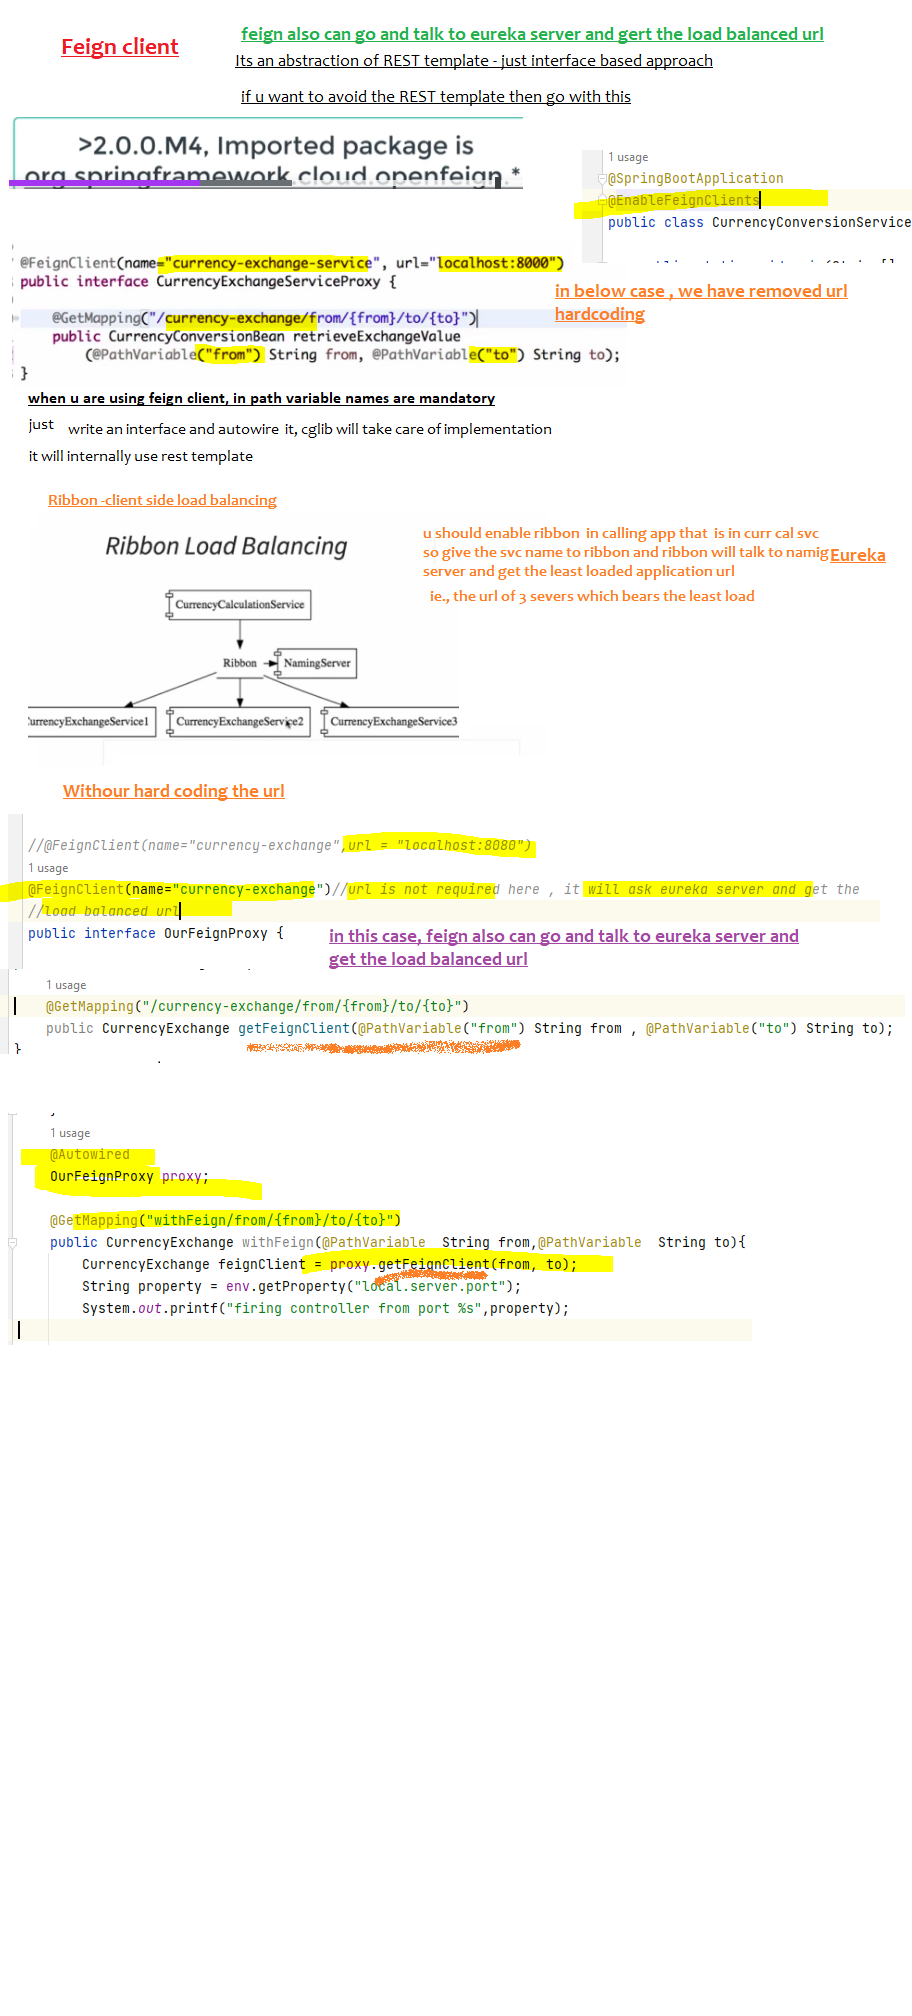 Feign client
feign also can go and talk to eureka server and gert the load balanced url
Its an abstraction of REST template - just interface based approach
if u want to avoid the REST template then go with this
>2.0.0.M4, Imported package is
org.springframework.cloud.openfeign.*
1 usage
@SpringBootApplication
@EnableFeignClients
public class CurrencyConversionService
@FeignClient(name="currency-exchange-service", url="localhost:8000")
public interface CurrencyExchangeServiceProxy {
in below case , we have removed url
hardcoding
@GetMapping("/currency-exchange/from/{from}/to/{to}")
public CurrencyConversionBean retrieveExchangeValue
(@PathVariable("from") String from, @PathVariable("to") String to);
}
when u are using feign client, in path variable names are mandatory
just write an interface and autowire it, cglib will take care of implementation
it will internally use rest template
Ribbon -client side load balancing
Ribbon Load Balancing
CurrencyCalculationService
Ribbon
NamingServer
CurrencyExchangeService1
CurrencyExchangeService2
CurrencyExchangeService3
u should enable ribbon in calling app that is in curr cal svc
so give the svc name to ribbon and ribbon will talk to namig Eureka
server and get the least loaded application url
ie., the url of 3 severs which bears the least load
Withour hard coding the url
//@FeignClient(name="currency-exchange",url = "localhost:8080")
1 usage
@FeignClient(name="currency-exchange")//url is not required here , it will ask eureka server and get the
//load balanced url
public interface OurFeignProxy {
in this case, feign also can go and talk to eureka server and
get the load balanced url
1 usage
@GetMapping("/currency-exchange/from/{from}/to/{to}")
public CurrencyExchange getFeignClient(@PathVariable("from") String from , @PathVariable("to") String to);
}
1 usage
@Autowired
OurFeignProxy proxy;
@GetMapping("withFeign/from/{from}/to/{to}")
public CurrencyExchange withFeign(@PathVariable String from,@PathVariable String to){
CurrencyExchange feignClient = proxy.getFeignClient(from, to);
String property = env.getProperty("local.server.port");
System.out.printf("firing controller from port %s",property);